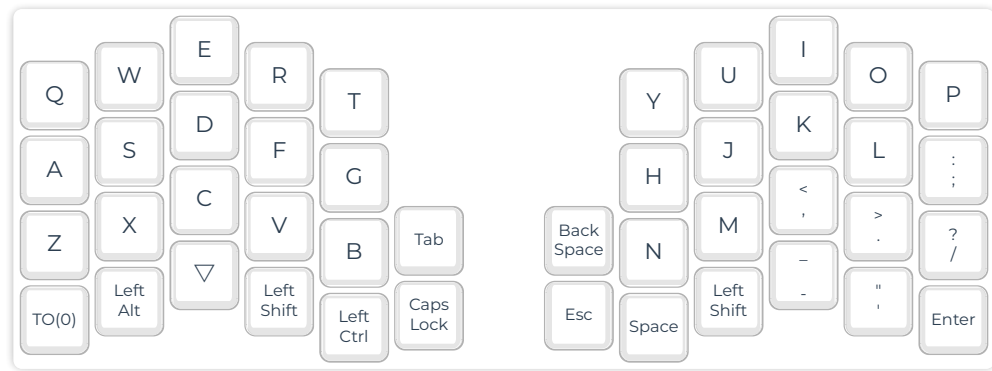 E
I
W
R
U
O
Q
T
Y
P
D
K
S
F
J
L
A
G
H
:
;
C
<
,
X
V
M
>
.
Z
B
Tab
Back
Space
N
?
/
▽
_
-
Left
Alt
Left
Shift
Left
Shift
"
'
TO(0)
Left
Ctrl
Caps
Lock
Esc
Space
Enter